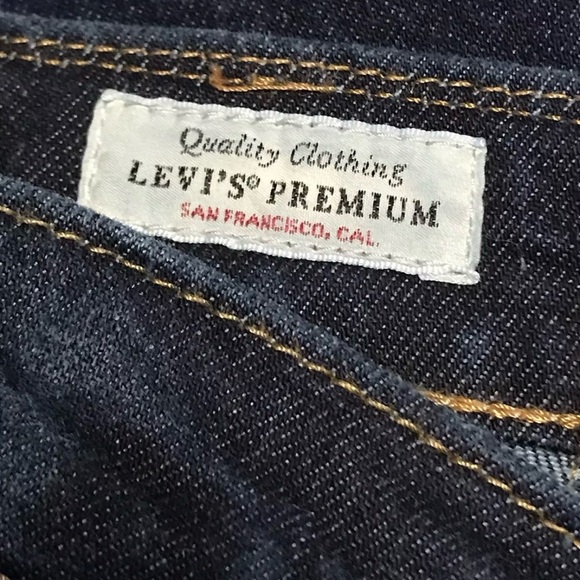 Quality Clothing
LEVI'S® PREMIUM
SAN FRANCISCO, CAL.